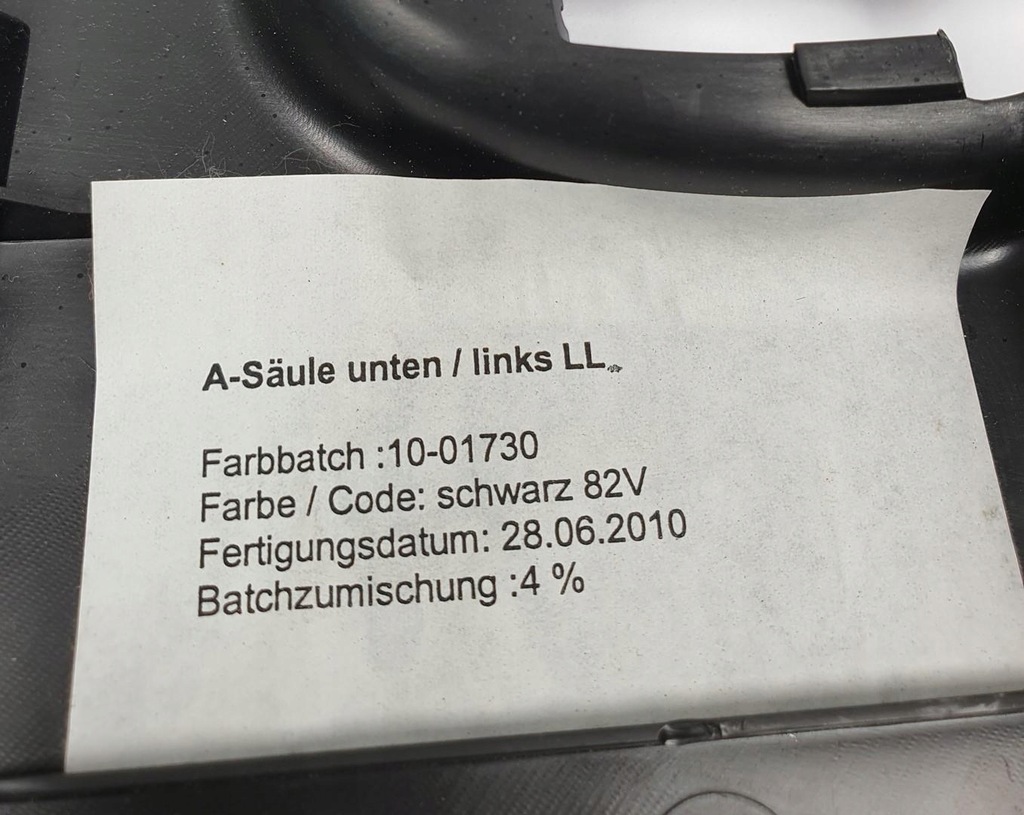 A-Säule unten / links LL
Farbbatch :10-01730
Farbe / Code: schwarz 82V
Fertigungsdatum: 28.06.2010
Batchzumischung :4 %